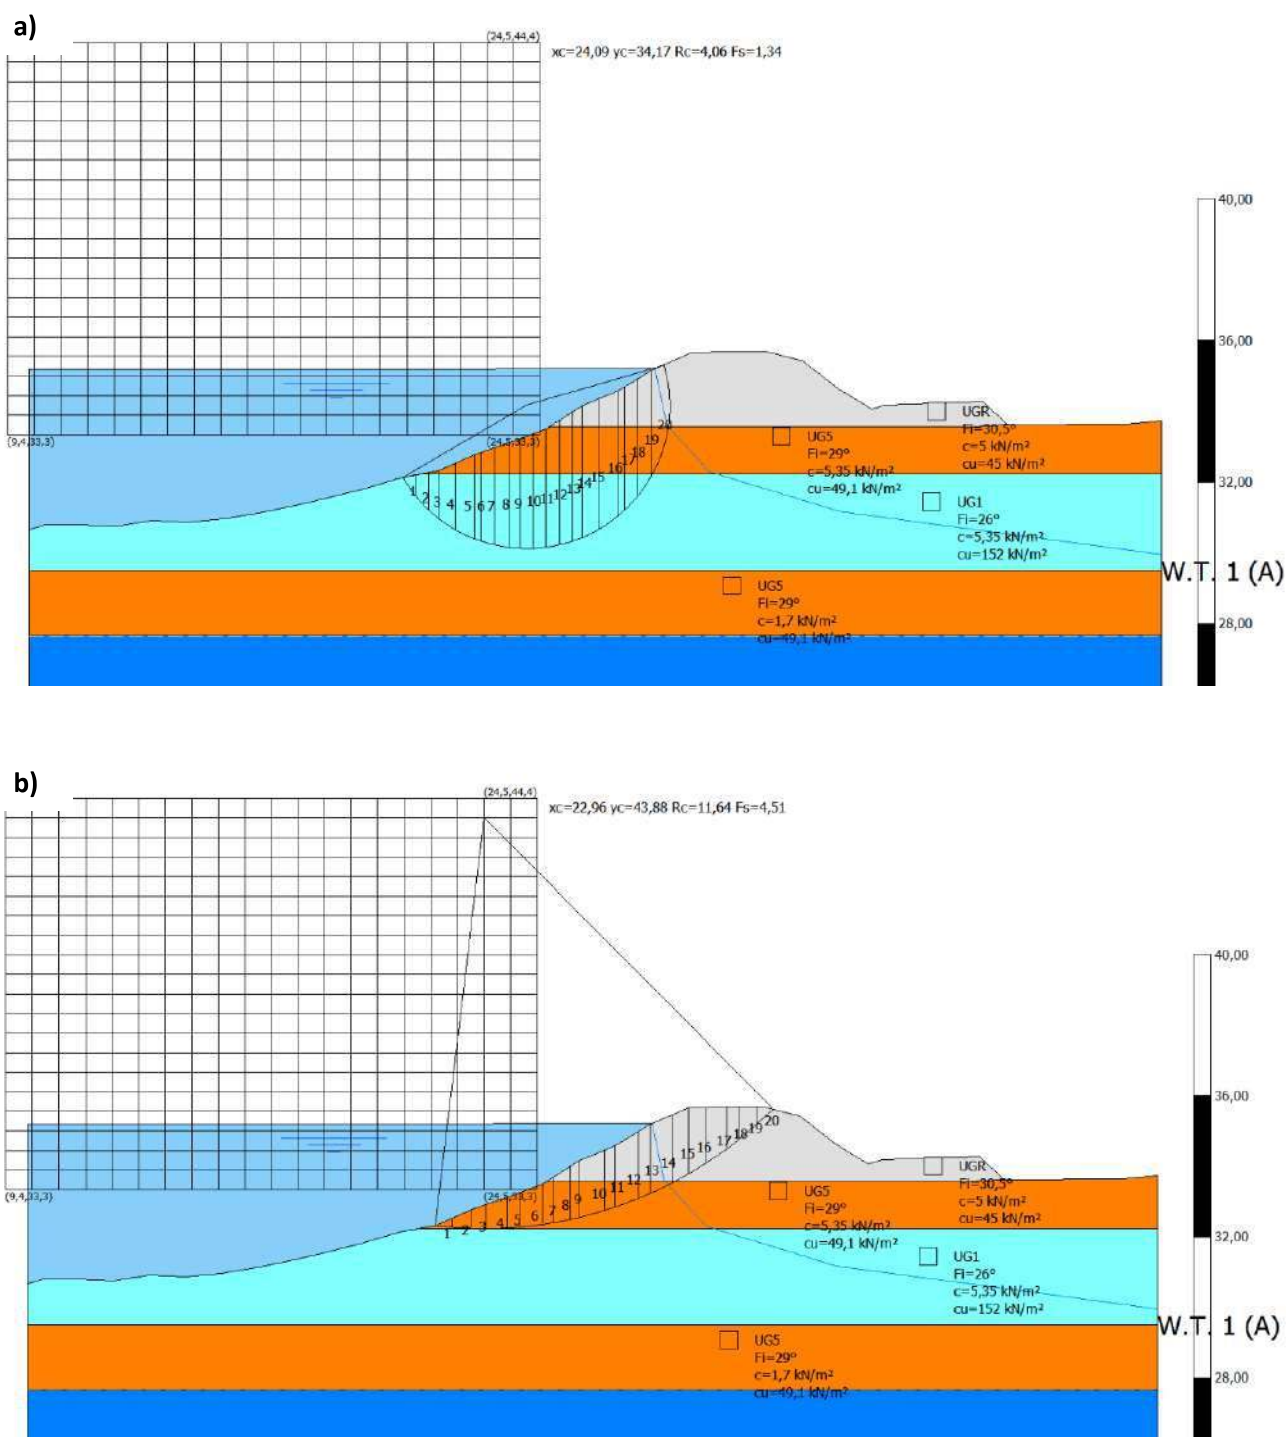 a)
(24,5,44,4)
xc=24,09 yc=34,17 Rc=4,06 Fs=1,34
40,00
36,00
(9,4,33,3)
(24,5,33,3)
UGR
Fi=30,5°
c=5 kN/m²
cu=45 kN/m²
UG5
Fi=29°
c=5,35 kN/m²
cu=49,1 kN/m²
1 2 3 4 5 6 7 8 9 10 11 12 13 14 15 16 17 18 19 20
32,00
UG1
Fi=26°
c=5,35 kN/m²
cu=152 kN/m²
W.T. 1 (A)
UG5
Fi=29°
c=1,7 kN/m²
cu=49,1 kN/m²
28,00
b)
(24,5,44,4)
xc=22,96 yc=43,88 Rc=11,64 Fs=4,51
40,00
36,00
(9,4,33,3)
(24,5,33,3)
UGR
Fi=30,5°
c=5 kN/m²
cu=45 kN/m²
UG5
Fi=29°
c=5,35 kN/m²
cu=49,1 kN/m²
1 2 3 4 5 6 7 8 9 10 11 12 13 14 15 16 17 18 19 20
32,00
UG1
Fi=26°
c=5,35 kN/m²
cu=152 kN/m²
W.T. 1 (A)
UG5
Fi=29°
c=1,7 kN/m²
cu=49,1 kN/m²
28,00